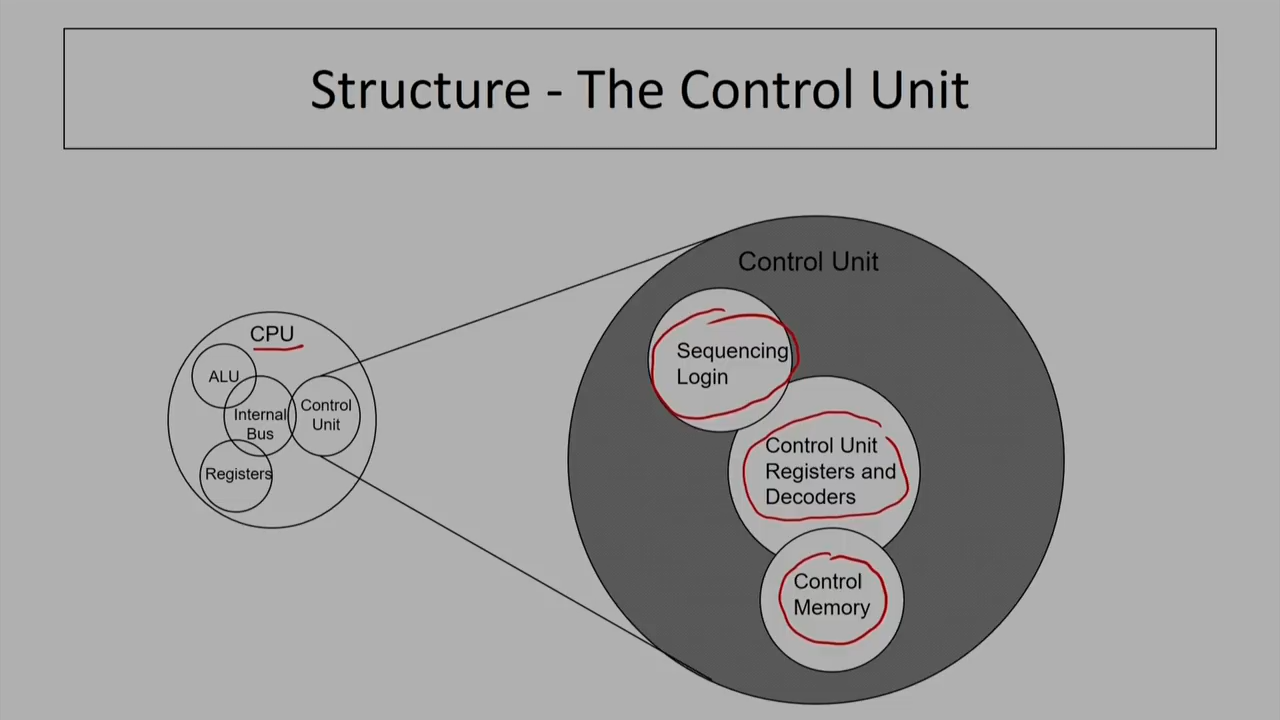 Structure - The Control Unit
CPU
ALU
Internal
Bus
Control
Unit
Registers
Control Unit
Sequencing
Login
Control Unit
Registers and
Decoders
Control
Memory